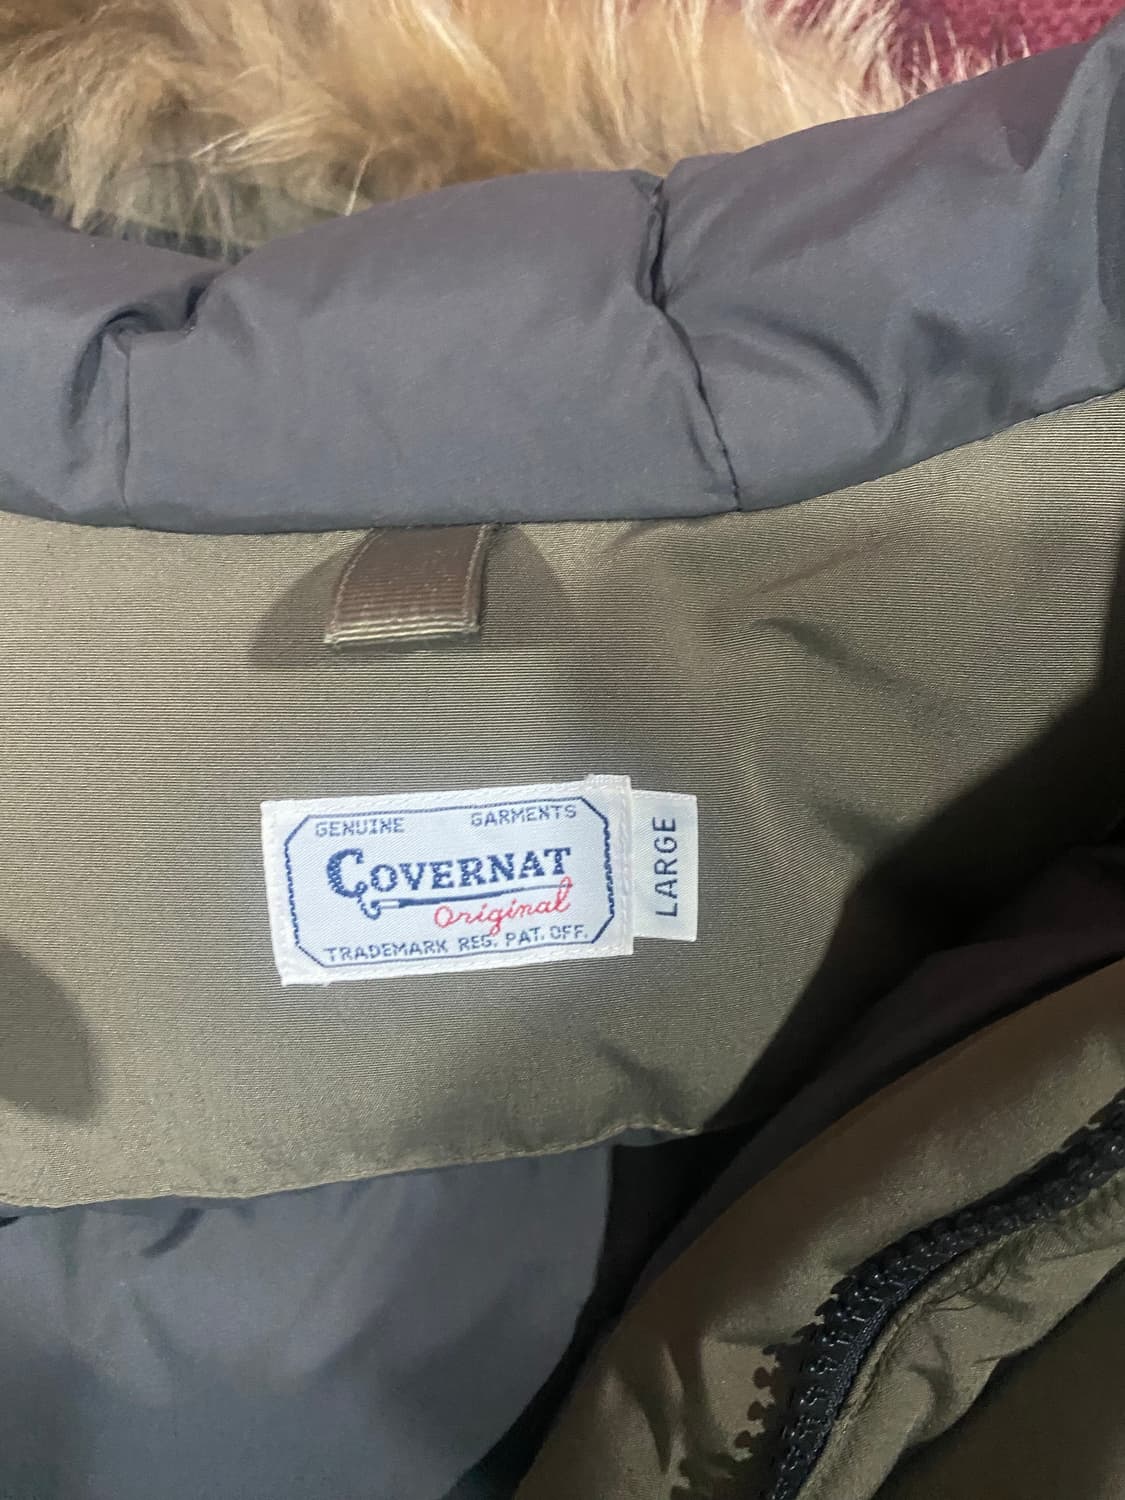 GENUINE GARMENTS
COVERNAT
Original
TRADEMARK REG. PAT. OFF.
LARGE